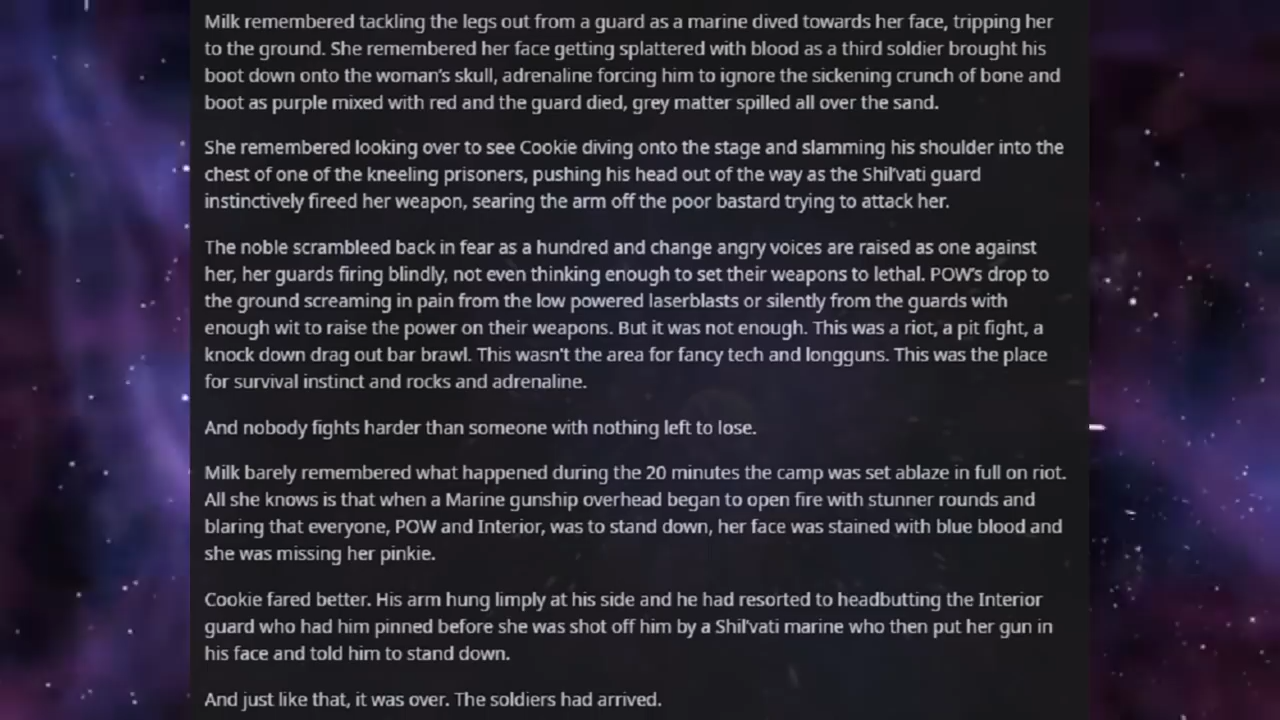 Milk remembered tackling the legs out from a guard as a marine dived towards her face, tripping her
to the ground. She remembered her face getting splattered with blood as a third soldier brought his
boot down onto the woman's skull, adrenaline forcing him to ignore the sickening crunch of bone and
boot as purple mixed with red and the guard died, grey matter spilled all over the sand.
She remembered looking over to see Cookie diving onto the stage and slamming his shoulder into the
chest of one of the kneeling prisoners, pushing his head out of the way as the Shil'vati guard
instinctively fireed her weapon, searing the arm off the poor bastard trying to attack her.
The noble scrambleed back in fear as a hundred and change angry voices are raised as one against
her, her guards firing blindly, not even thinking enough to set their weapons to lethal. POW's drop to
the ground screaming in pain from the low powered laserblasts or silently from the guards with
enough wit to raise the power on their weapons. But it was not enough. This was a riot, a pit fight, a
knock down drag out bar brawl. This wasn't the area for fancy tech and longguns. This was the place
for survival instinct and rocks and adrenaline.
And nobody fights harder than someone with nothing left to lose.
Milk barely remembered what happened during the 20 minutes the camp was set ablaze in full on riot.
All she knows is that when a Marine gunship overhead began to open fire with stunner rounds and
blaring that everyone, POW and Interior, was to stand down, her face was stained with blue blood and
she was missing her pinkie.
Cookie fared better. His arm hung limply at his side and he had resorted to headbutting the Interior
guard who had him pinned before she was shot off him by a Shil'vati marine who then put her gun in
his face and told him to stand down.
And just like that, it was over. The soldiers had arrived.